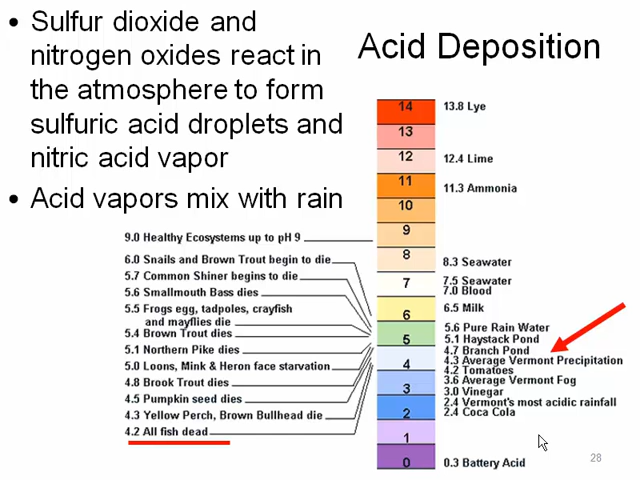 • Sulfur dioxide and
nitrogen oxides react in
the atmosphere to form
sulfuric acid droplets and
nitric acid vapor
• Acid vapors mix with rain
Acid Deposition
9.0 Healthy Ecosystems up to pH 9
6.0 Snails and Brown Trout begin to die
5.7 Common Shiner begins to die
5.6 Smallmouth Bass dies
5.5 Frogs egg, tadpoles, crayfish
and mayflies die
5.4 Brown Trout dies
5.1 Northern Pike dies
5.0 Loons, Mink & Heron face starvation
4.8 Brook Trout dies
4.5 Pumpkin seed dies
4.3 Yellow Perch, Brown Bullhead die
4.2 All fish dead
14
13
12
11
10
9
8
7
6
5
4
3
2
1
0
13.8 Lye
12.4 Lime
11.3 Ammonia
8.3 Seawater
7.5 Seawater
7.0 Blood
6.5 Milk
5.6 Pure Rain Water
5.1 Haystack Pond
4.7 Branch Pond
4.3 Average Vermont Precipitation
4.2 Tomatoes
3.6 Average Vermont Fog
3.0 Vinegar
2.4 Vermont's most acidic rainfall
2.4 Coca Cola
0.3 Battery Acid
28